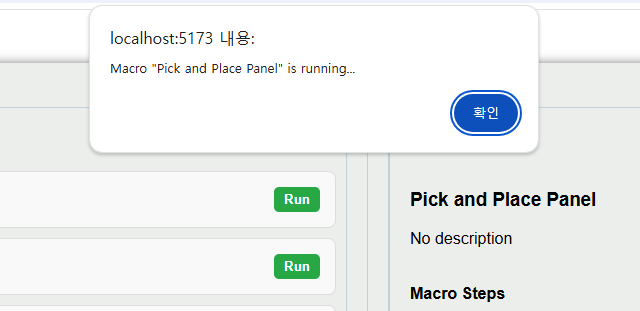 localhost:5173 내용:
Macro "Pick and Place Panel" is running...
확인
Run
Run
Pick and Place Panel
No description
Macro Steps